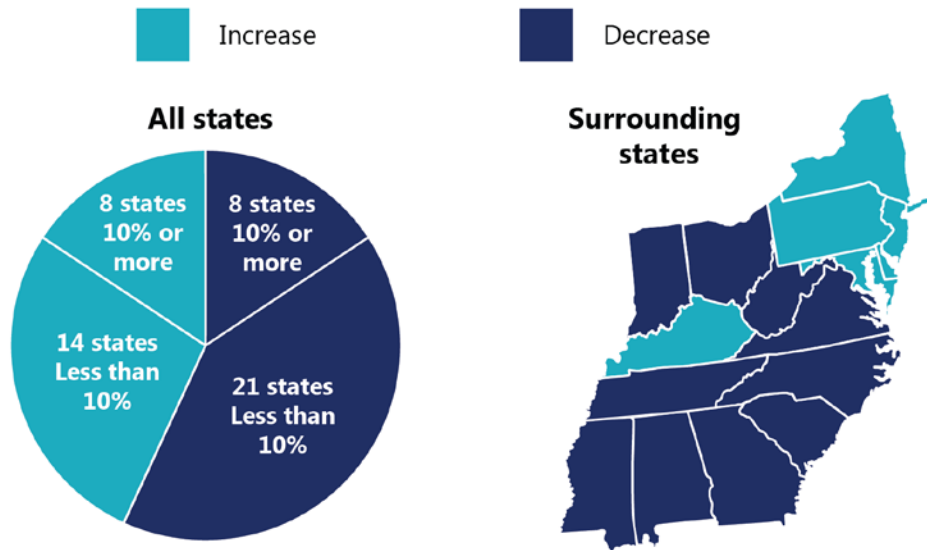 Increase
Decrease
All states
8 states
10% or
more
8 states
10% or
more
14 states
Less than
10%
21 states
Less than
10%
Surrounding
states